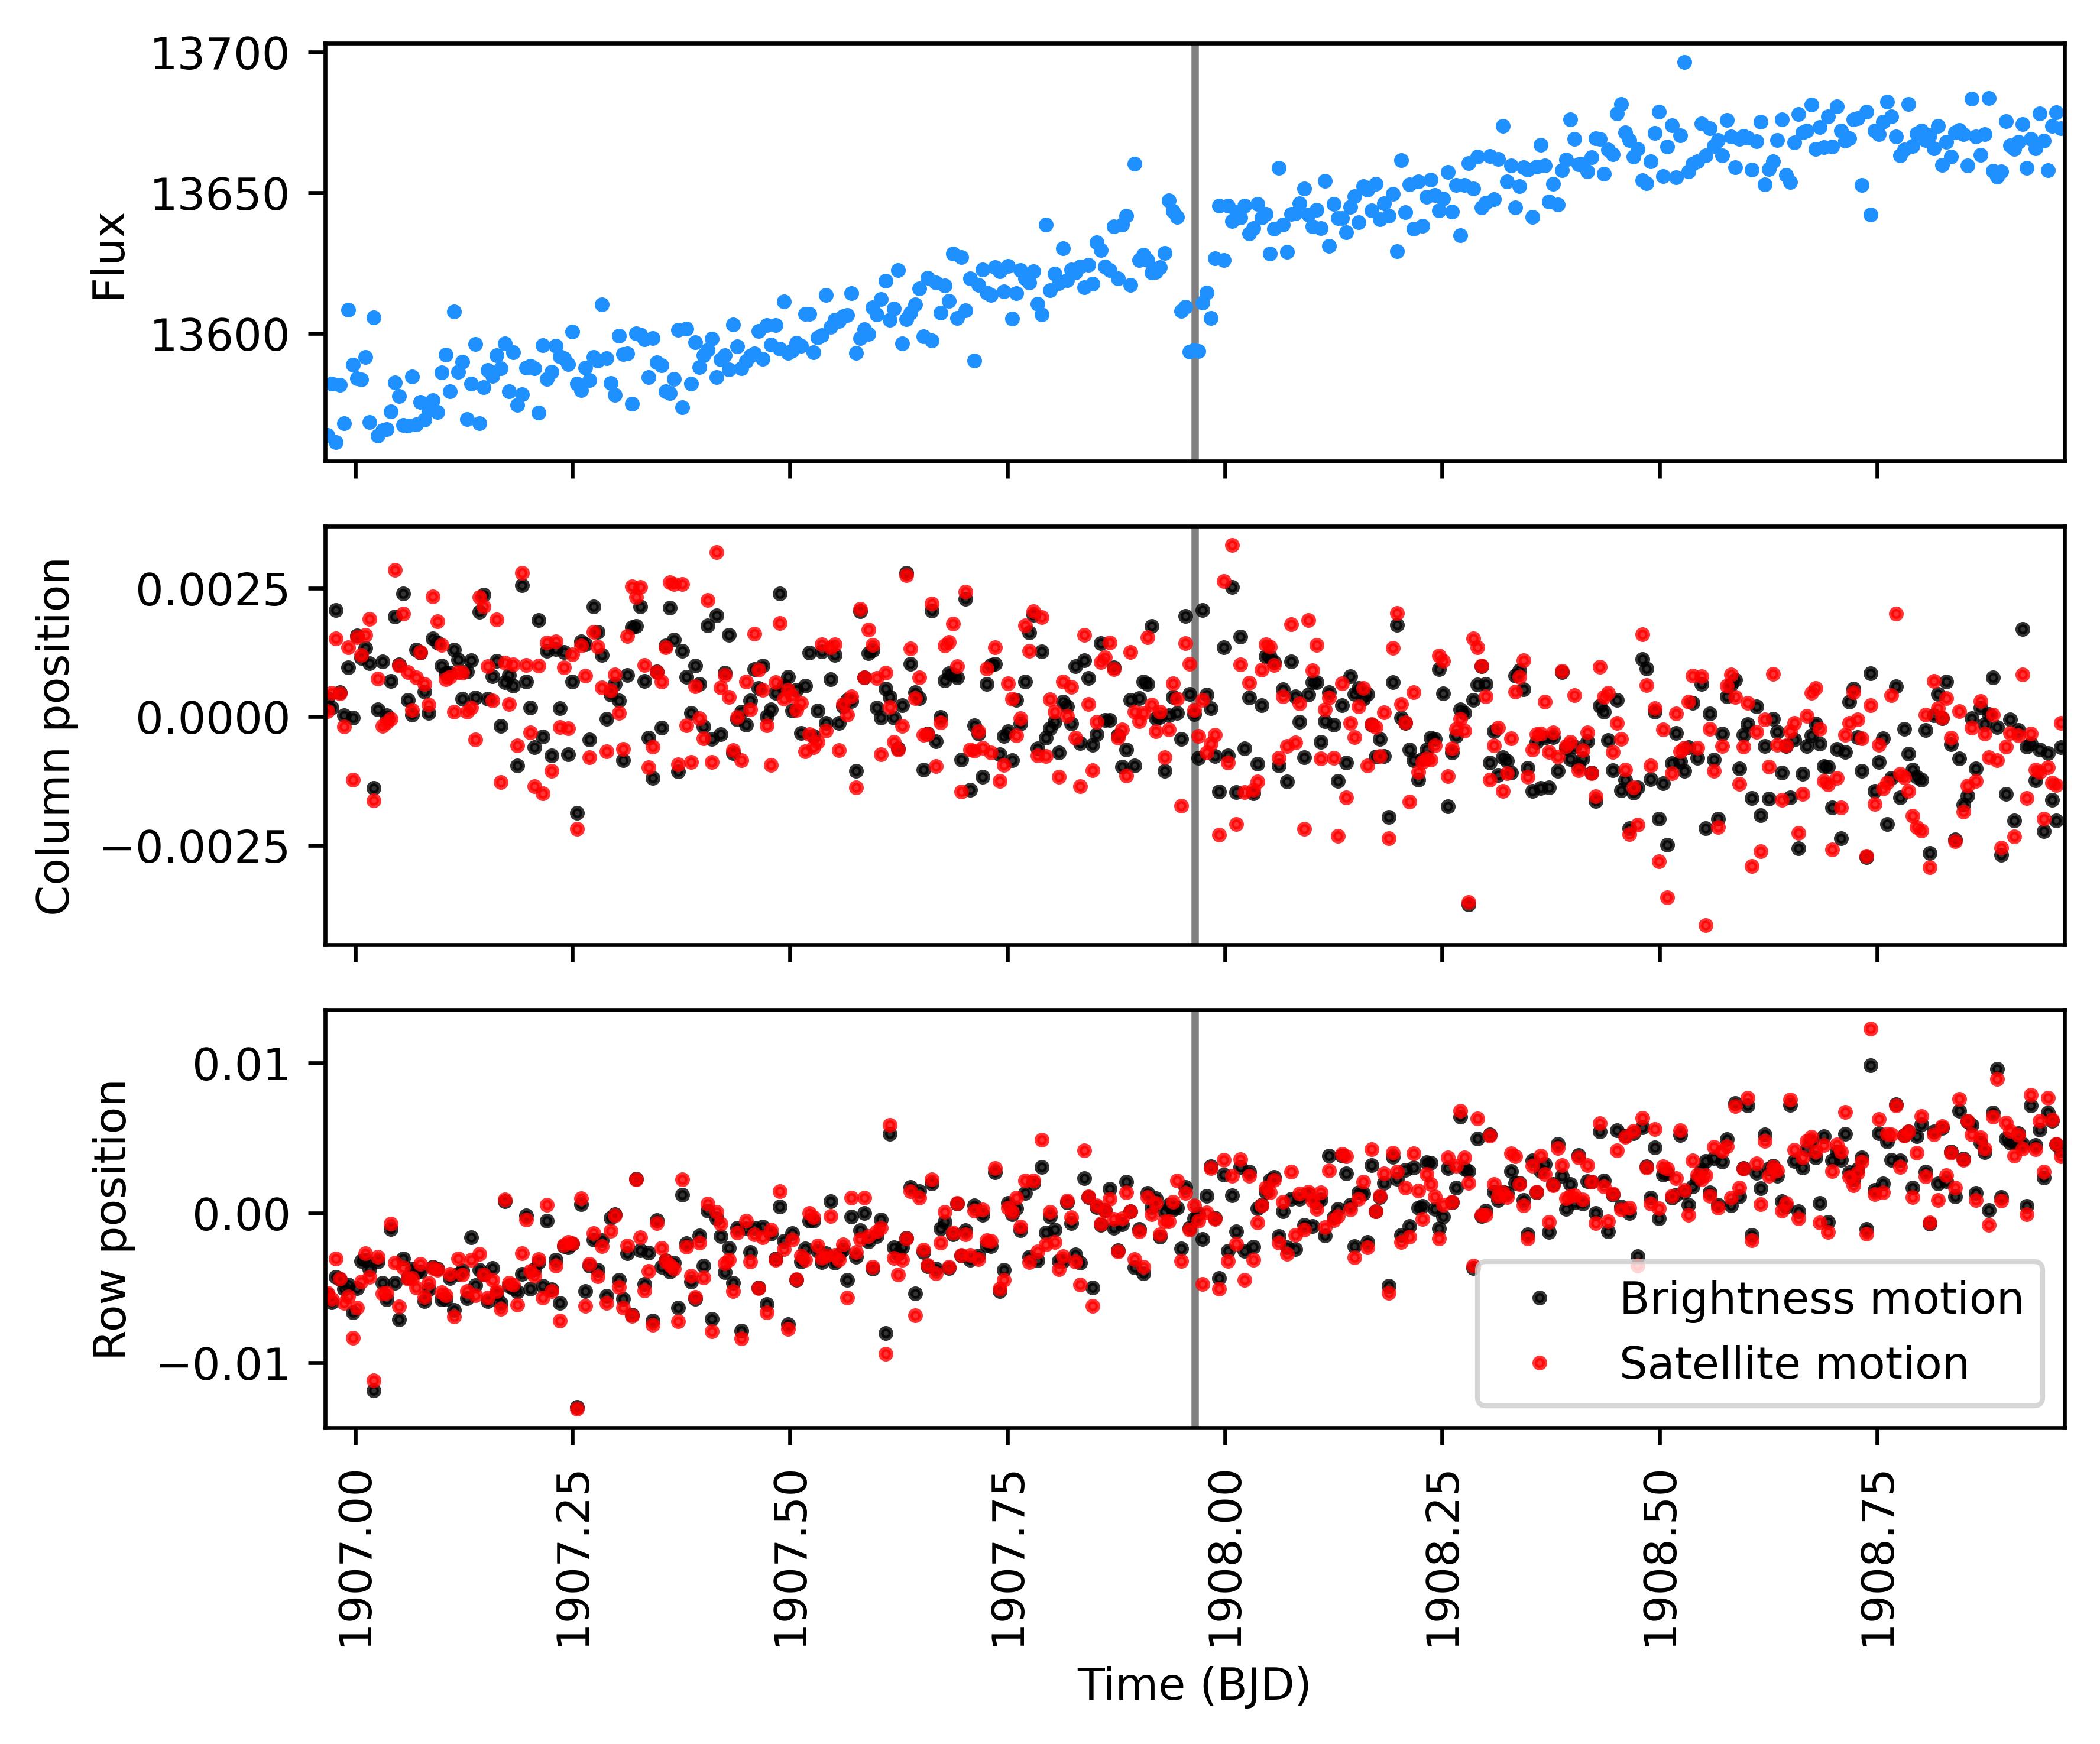 13700
13650
13600
Flux
0.0025
0.0000
−0.0025
Column position
0.01
0.00
−0.01
Row position
Brightness motion
Satellite motion
1907.00
1907.25
1907.50
1907.75
1908.00
1908.25
1908.50
1908.75
Time (BJD)